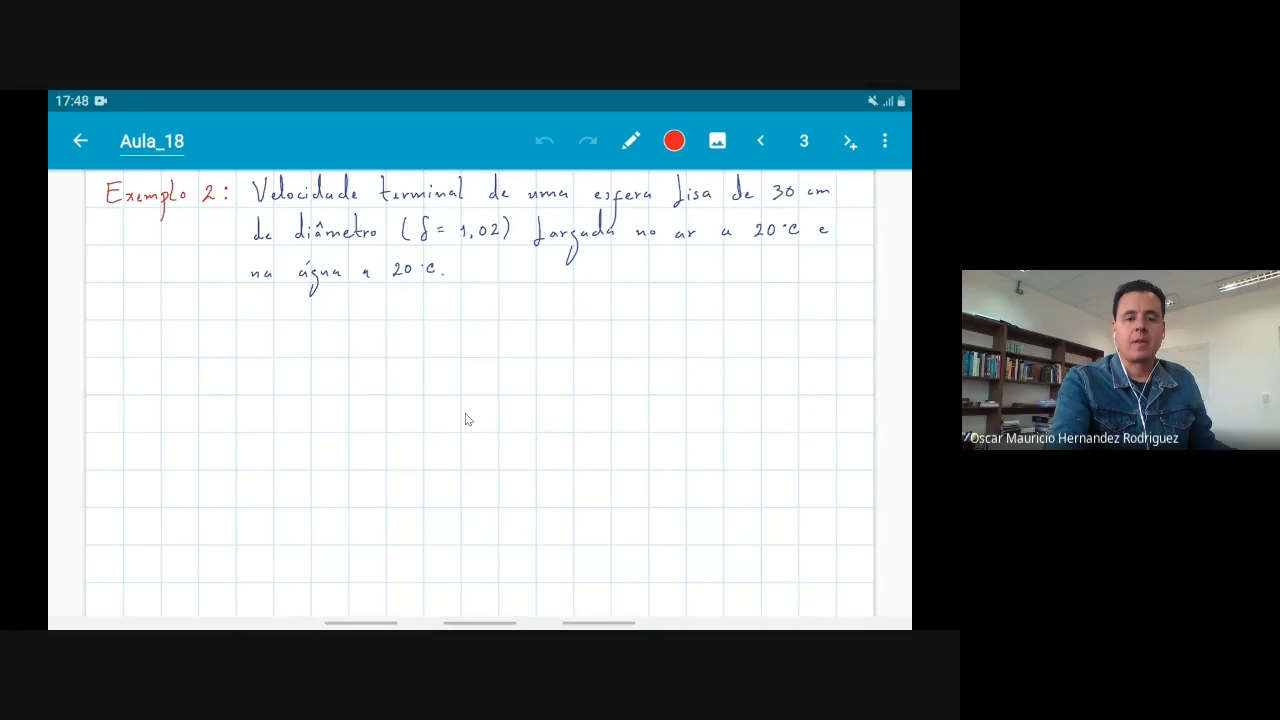 17:48
Aula_18
3
Exemplo 2: Velocidade terminal de uma esfera lisa de 30 cm
de diâmetro (δ = 1,02) largada no ar a 20°C e
na água a 20°C.
Oscar Mauricio Hernandez Rodriguez